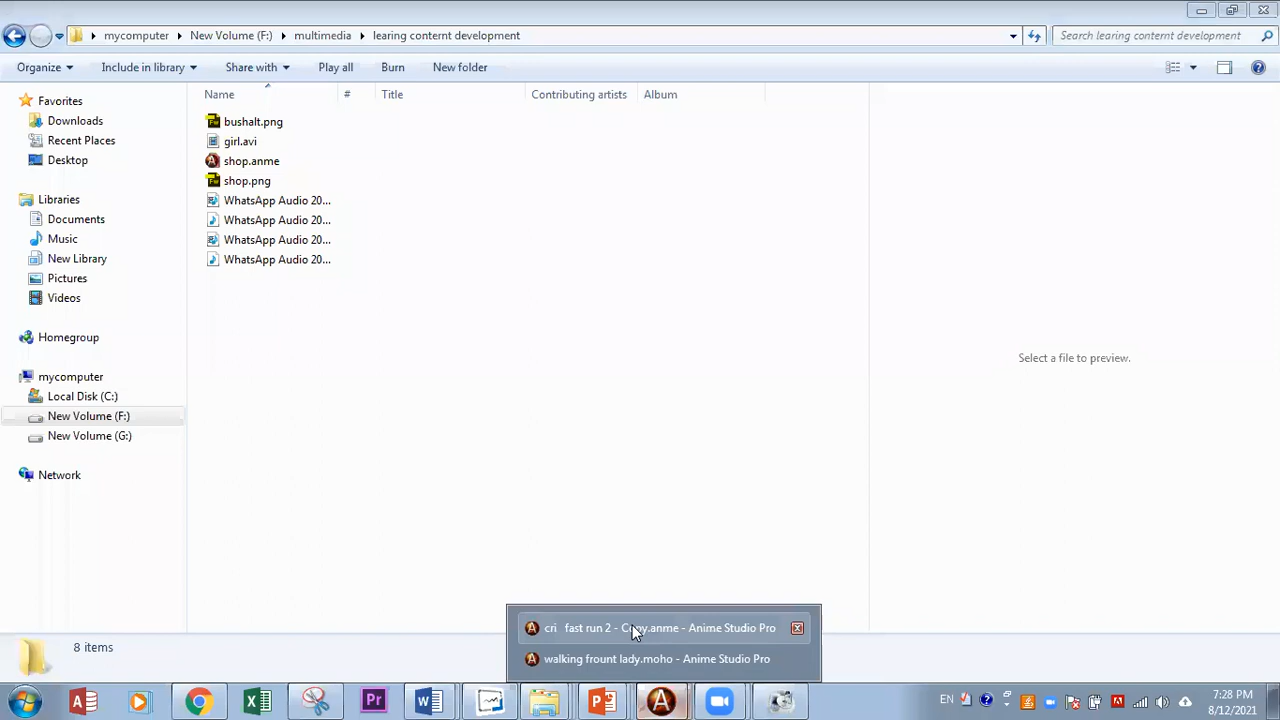 mycomputer New Volume (F:) multimedia learing conternt development Search learing conternt development
Organize Include in library Share with Play all Burn New folder
Name # Title Contributing artists Album
Favorites
Downloads
Recent Places
Desktop
Libraries
Documents
Music
New Library
Pictures
Videos
Homegroup
mycomputer
Local Disk (C:)
New Volume (F:)
New Volume (G:)
Network
bushalt.png
girl.avi
shop.anme
shop.png
WhatsApp Audio 20...
WhatsApp Audio 20...
WhatsApp Audio 20...
WhatsApp Audio 20...
Select a file to preview.
cri fast run 2 - Copy.anme - Anime Studio Pro
walking frount lady.moho - Anime Studio Pro
8 items
EN 7:28 PM
8/12/2021